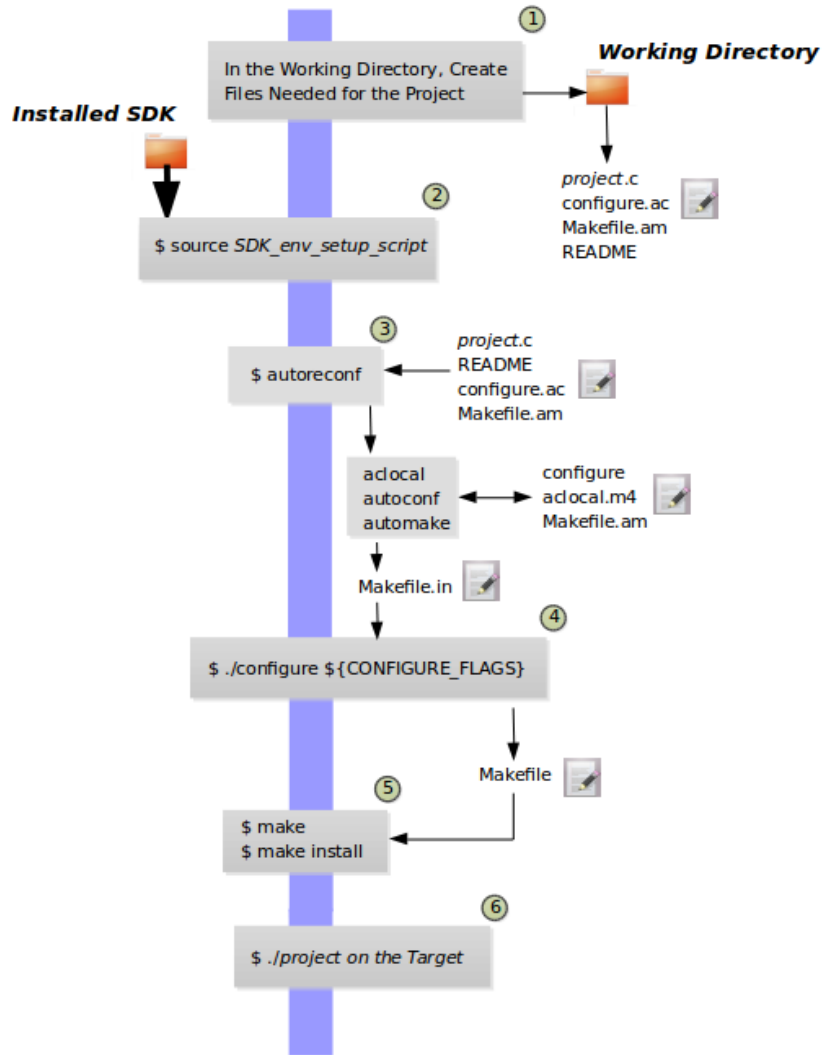 1
In the Working Directory, Create
Files Needed for the Project
Working Directory
Installed SDK
project.c
configure.ac
Makefile.am
README
2
$ source SDK_env_setup_script
3
$ autoreconf
project.c
README
configure.ac
Makefile.am
aclocal
autoconf
automake
configure
aclocal.m4
Makefile.am
Makefile.in
4
$ ./configure ${CONFIGURE_FLAGS}
Makefile
5
$ make
$ make install
6
$ ./project on the Target